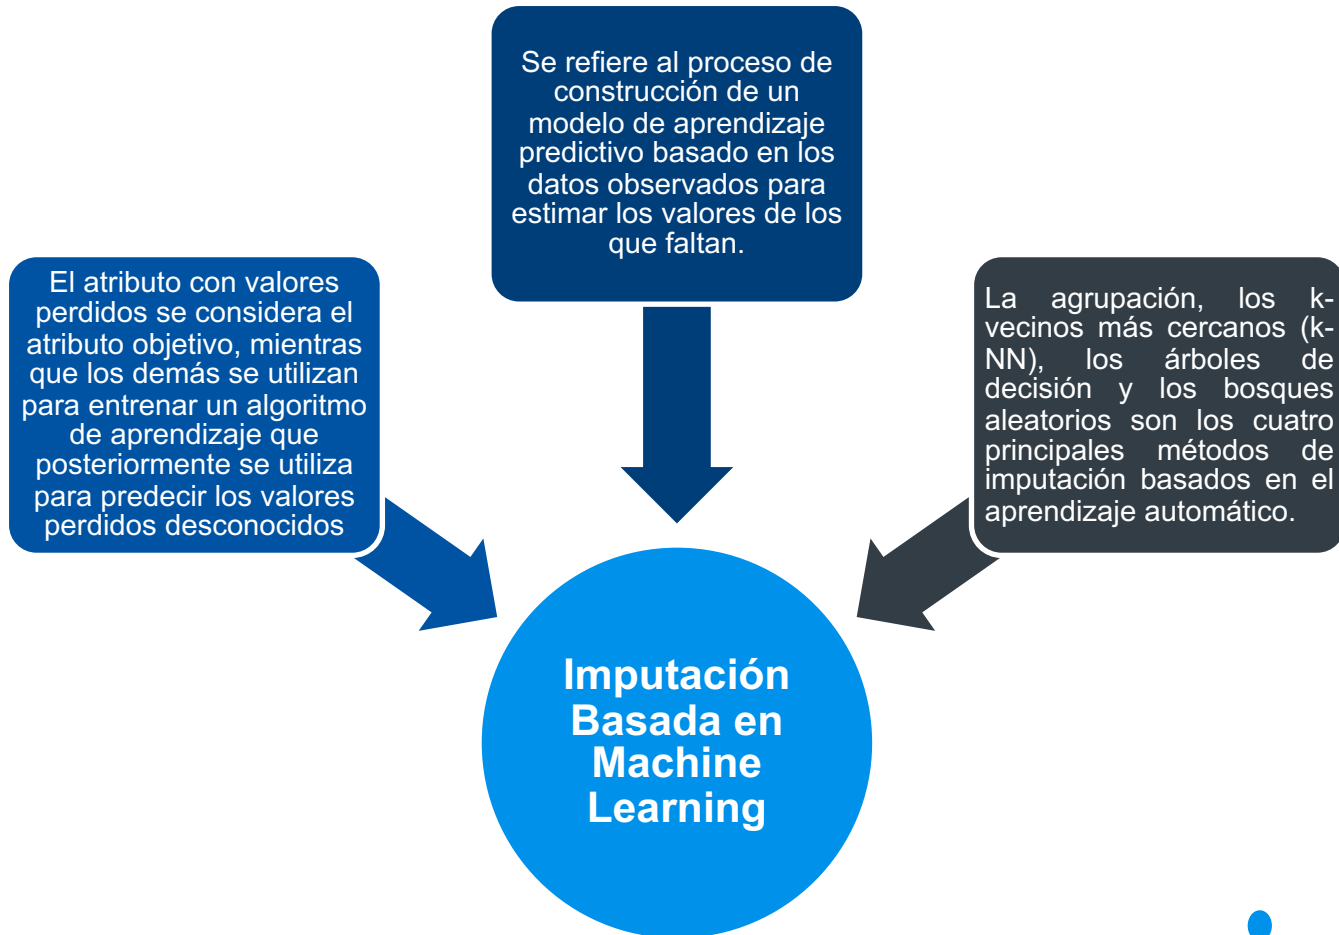 Se refiere al proceso de
construcción de un
modelo de aprendizaje
predictivo basado en los
datos observados para
estimar los valores de los
que faltan.
El atributo con valores
perdidos se considera el
atributo objetivo, mientras
que los demás se utilizan
para entrenar un algoritmo
de aprendizaje que
posteriormente se utiliza
para predecir los valores
perdidos desconocidos
La agrupación, los k-
vecinos más cercanos (k-
NN), los árboles de
decisión y los bosques
aleatorios son los cuatro
principales métodos de
imputación basados en el
aprendizaje automático.
Imputación
Basada en
Machine
Learning